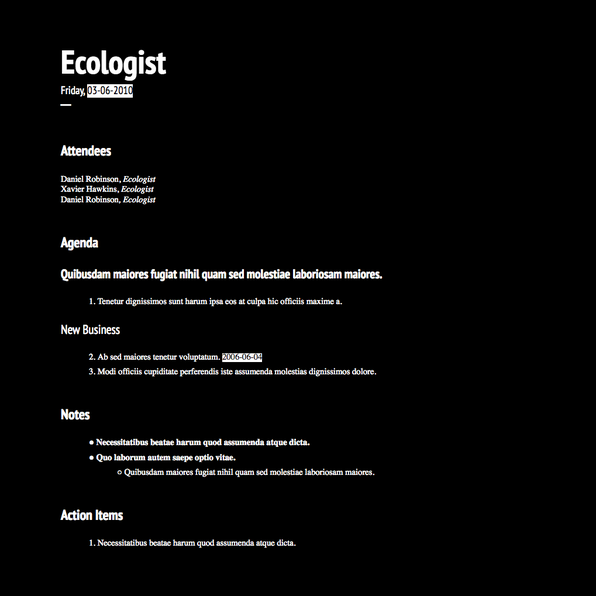 Ecologist
Friday, 03-06-2010
Attendees
Daniel Robinson, Ecologist
Xavier Hawkins, Ecologist
Daniel Robinson, Ecologist
Agenda
Quibusdam maiores fugiat nihil quam sed molestiae laboriosam maiores.
1. Tenetur dignissimos sunt harum ipsa eos at culpa hic officiis maxime a.
New Business
2. Ab sed maiores tenetur voluptatum. 2006-06-04
3. Modi officiis cupiditate perferendis iste assumenda molestias dignissimos dolore.
Notes
• Necessitatibus beatae harum quod assumenda atque dicta.
• Quo laborum autem saepe optio vitae.
○ Quibusdam maiores fugiat nihil quam sed molestiae laboriosam maiores.
Action Items
1. Necessitatibus beatae harum quod assumenda atque dicta.